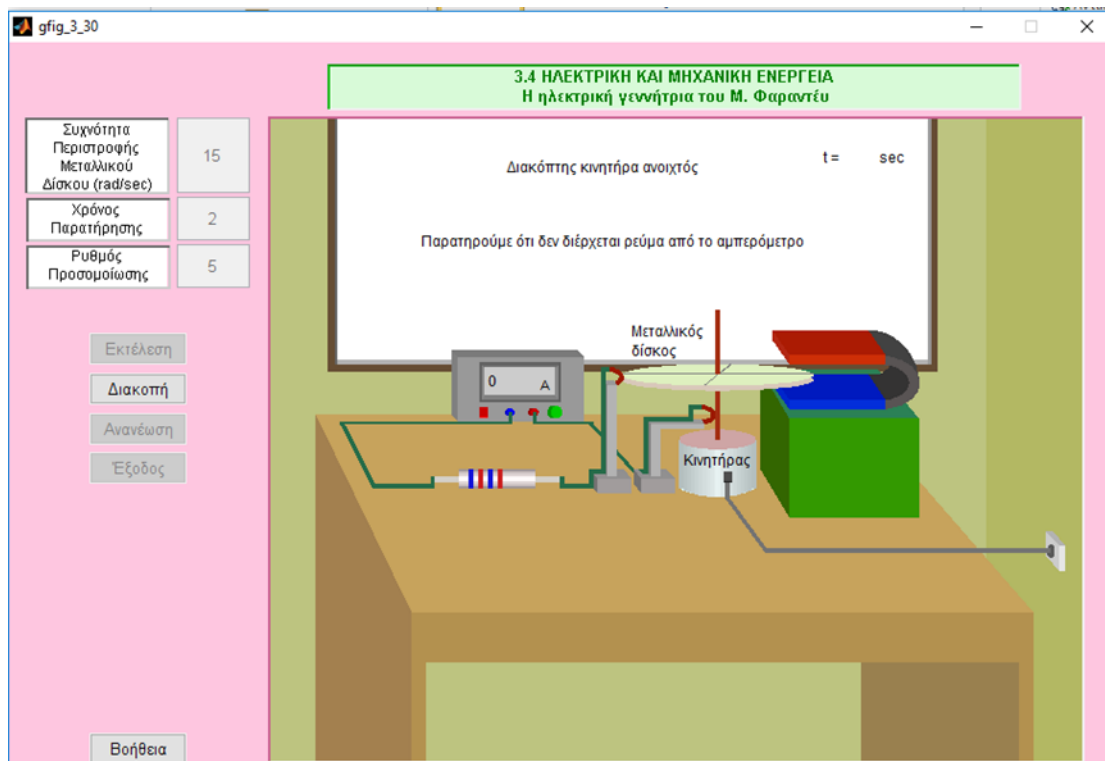 gfig_3_30
3.4 ΗΛΕΚΤΡΙΚΗ ΚΑΙ ΜΗΧΑΝΙΚΗ ΕΝΕΡΓΕΙΑ
Η ηλεκτρική γεννήτρια του Μ. Φαραντέυ
Συχνότητα
Περιστροφής
Μεταλλικού
Δίσκου (rad/sec)
15
Χρόνος
Παρατήρησης
2
Ρυθμός
Προσομοίωσης
5
Εκτέλεση
Διακοπή
Ανανέωση
Έξοδος
Βοήθεια
Διακόπτης κινητήρα ανοιχτός
t = sec
Παρατηρούμε ότι δεν διέρχεται ρεύμα από το αμπερόμετρο
Μεταλλικός
δίσκος
0 A
Κινητήρας